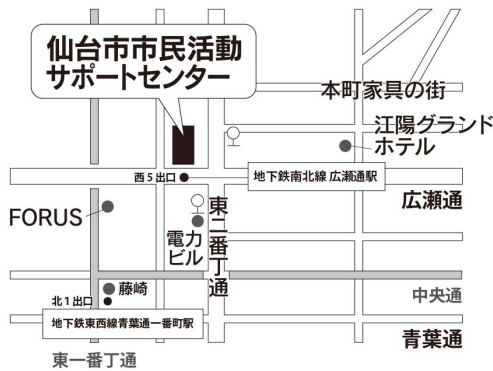 仙台市市民活動
サポートセンター
本町家具の街
江陽グランド
ホテル
西5出口
地下鉄南北線 広瀬通駅
広瀬通
FORUS
東二番丁通
電力
ビル
藤崎
中央通
北1出口
地下鉄東西線青葉通一番町駅
青葉通
東一番丁通